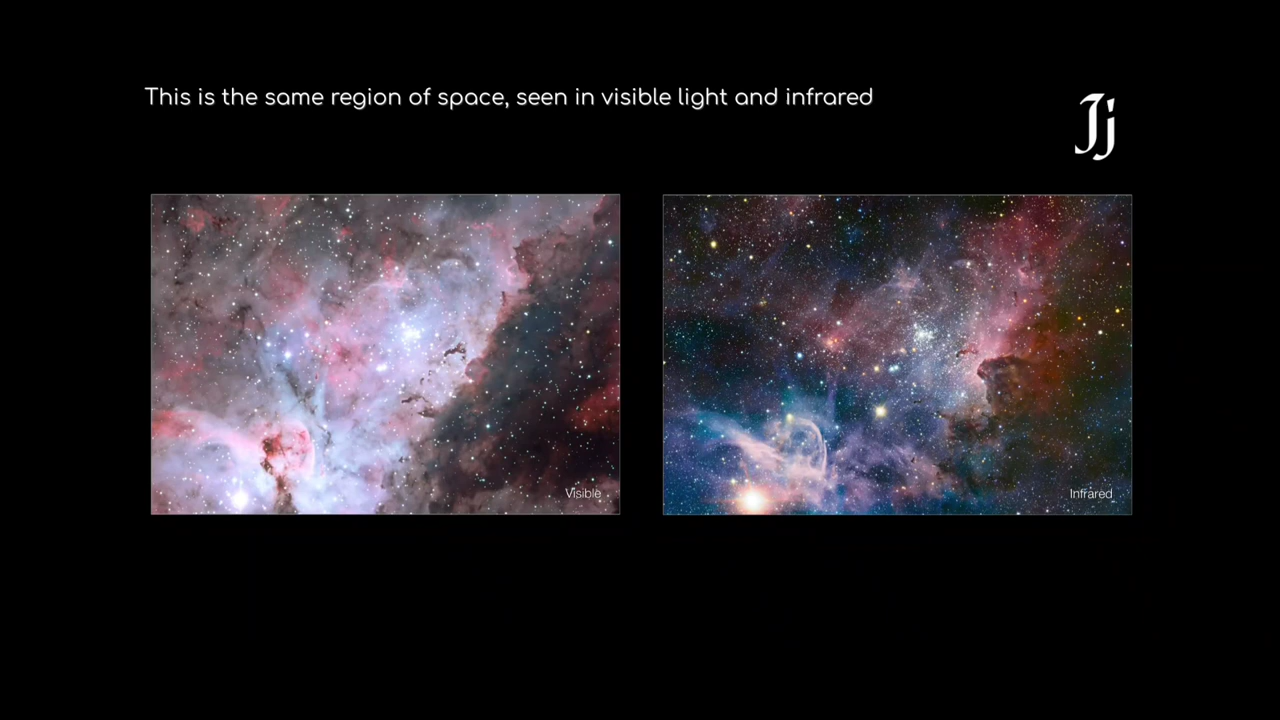 This is the same region of space, seen in visible light and infrared
Jj
Visible
Infrared